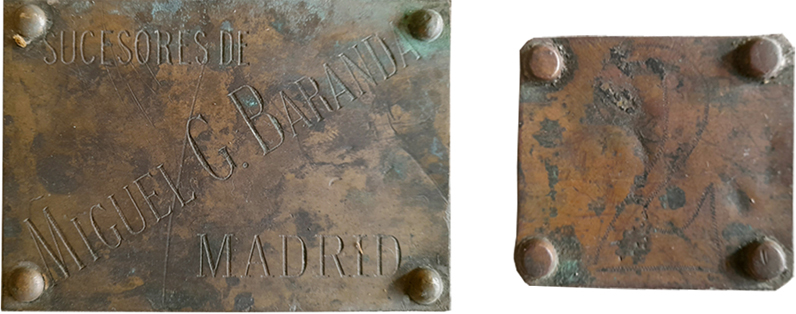 SUCESORES DE
MIGUEL G. BARANDA
MADRID